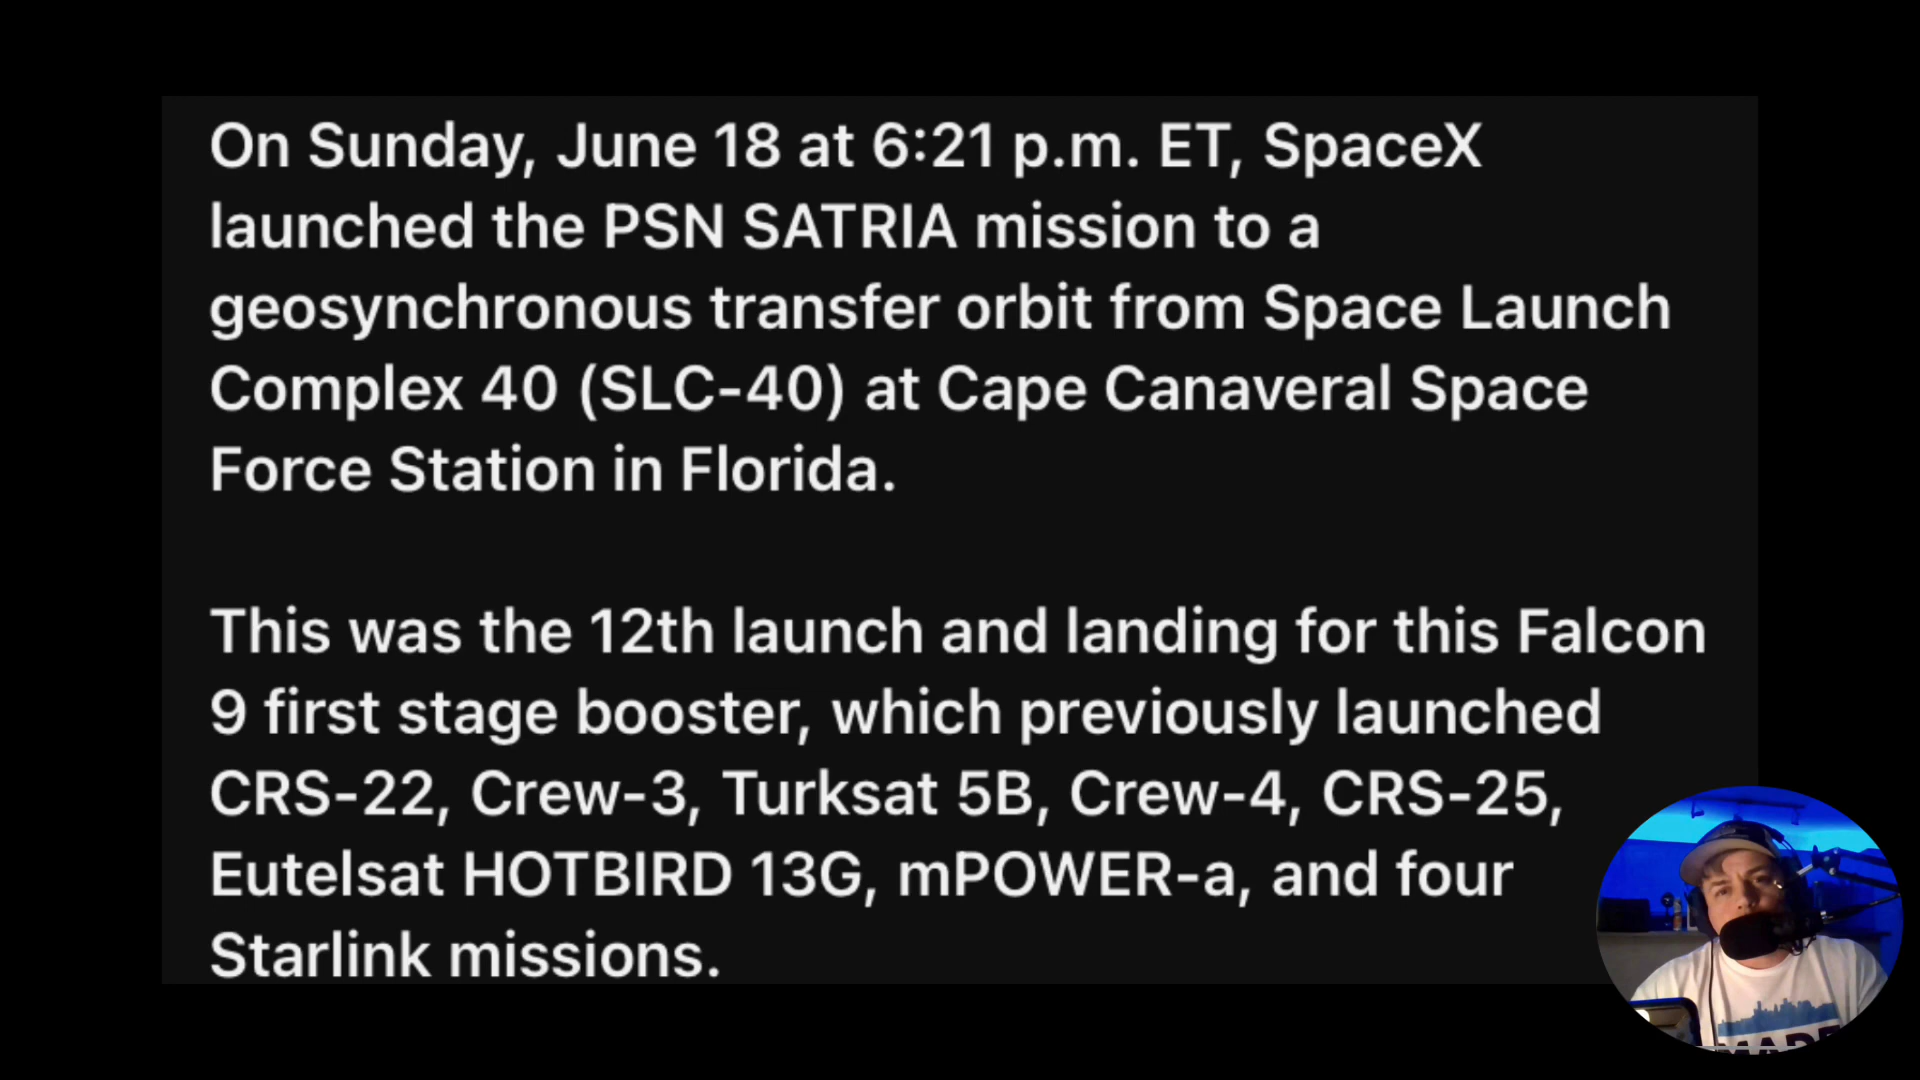 On Sunday, June 18 at 6:21 p.m. ET, SpaceX
launched the PSN SATRIA mission to a
geosynchronous transfer orbit from Space Launch
Complex 40 (SLC-40) at Cape Canaveral Space
Force Station in Florida.
This was the 12th launch and landing for this Falcon
9 first stage booster, which previously launched
CRS-22, Crew-3, Turksat 5B, Crew-4, CRS-25,
Eutelsat HOTBIRD 13G, mPOWER-a, and four
Starlink missions.